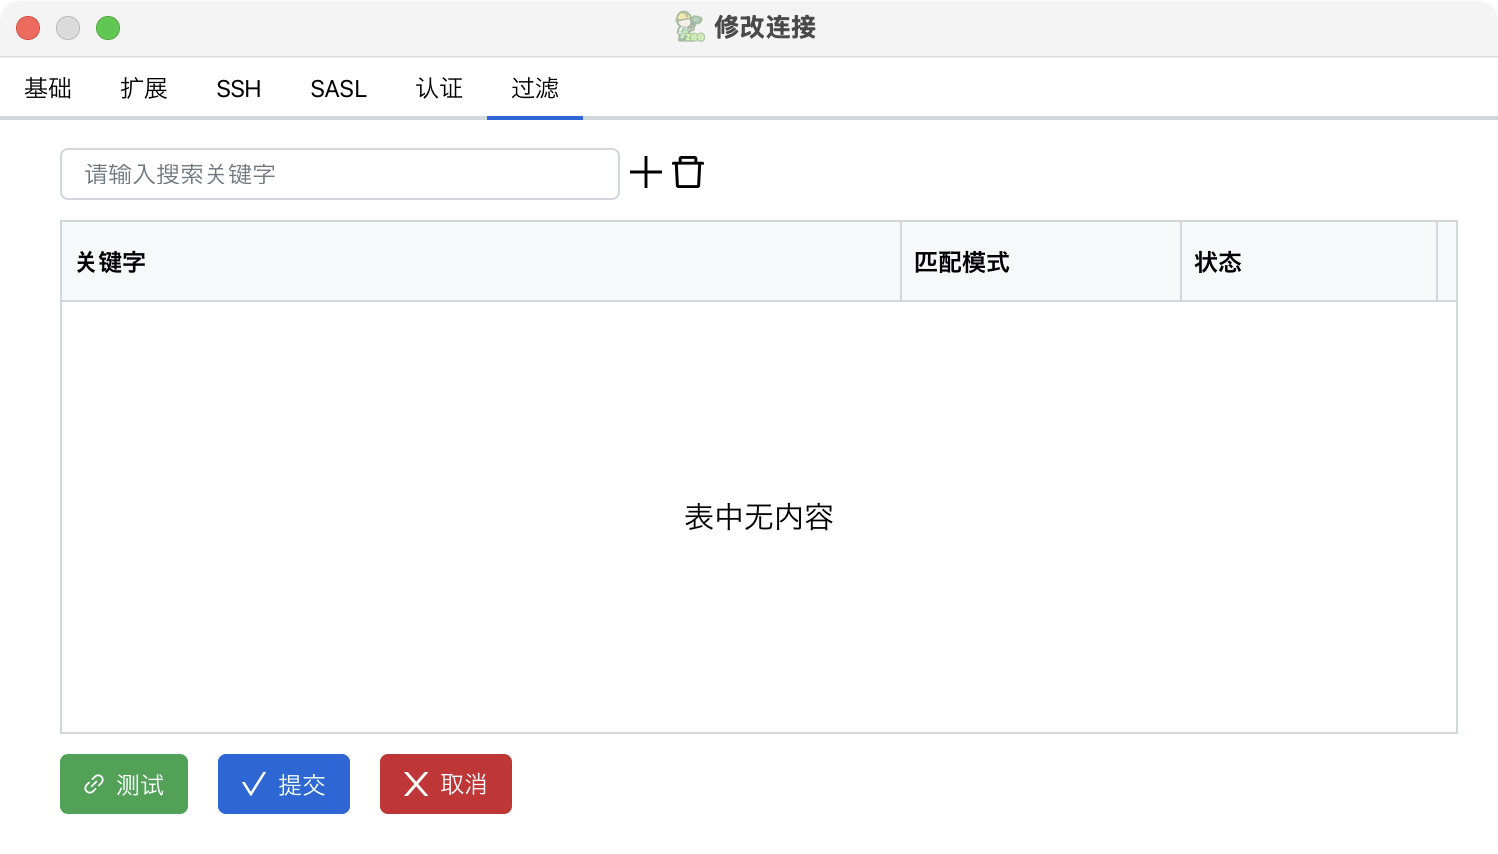 修改连接
基础 扩展 SSH SASL 认证 过滤
请输入搜索关键字
关键字 匹配模式 状态
表中无内容
测试 提交 取消